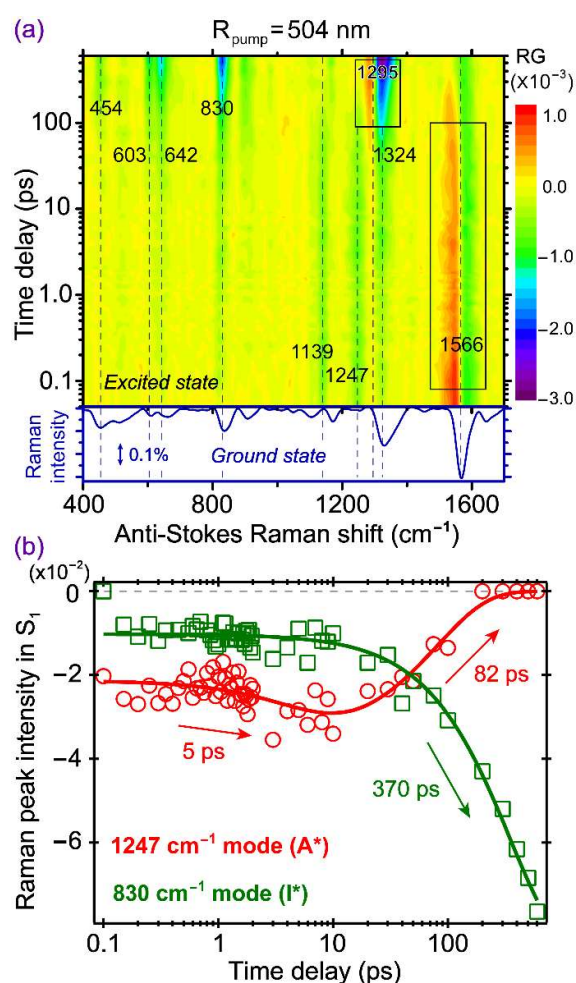 (a) R_pump = 504 nm
RG
(×10⁻³)
1295
454 830
603 642 1324
1566
1139
1247
Excited state
100
10
1.0
0.1
Time delay (ps)
1.0
0.0
−1.0
−2.0
−3.0
Raman
intensity
0.1%
Ground state
400 800 1200 1600
Anti-Stokes Raman shift (cm⁻¹)
(b)
(×10⁻²)
0
−2
−4
−6
Raman peak intensity in S₁
82 ps
5 ps
370 ps
1247 cm⁻¹ mode (A*)
830 cm⁻¹ mode (I*)
0.1 1 10 100
Time delay (ps)